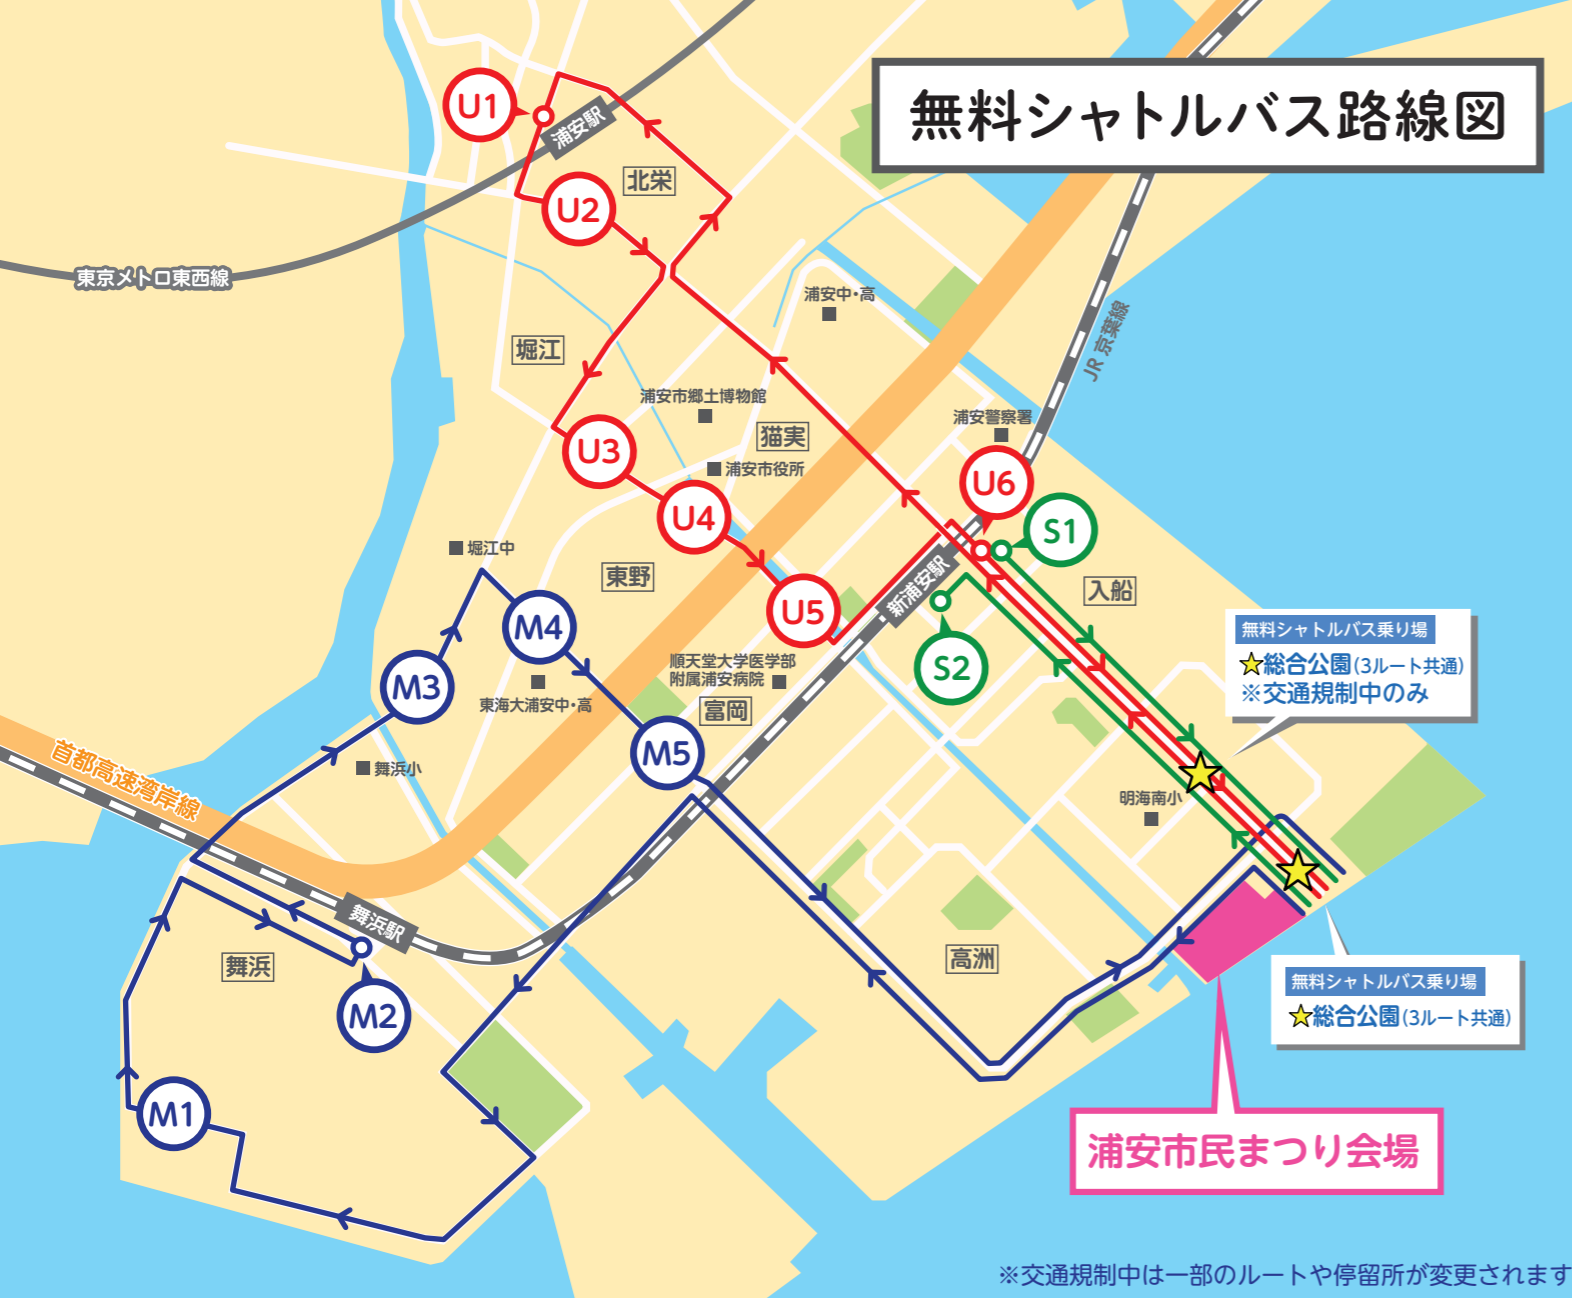 無料シャトルバス路線図
U1
浦安駅
北栄
U2
東京メトロ東西線
浦安中・高
JR 京葉線
堀江
浦安市郷土博物館
猫実
浦安警察署
U3
浦安市役所
U6
U4
S1
堀江中
東野
新浦安駅
入船
U5
M4
無料シャトルバス乗り場
☆総合公園(3ルート共通)
※交通規制中のみ
S2
順天堂大学医学部
附属浦安病院
M3
東海大浦安中・高
富岡
M5
舞浜小
首都高速湾岸線
明海南小
舞浜駅
舞浜
高洲
無料シャトルバス乗り場
☆総合公園(3ルート共通)
M2
M1
浦安市民まつり会場
※交通規制中は一部のルートや停留所が変更されます